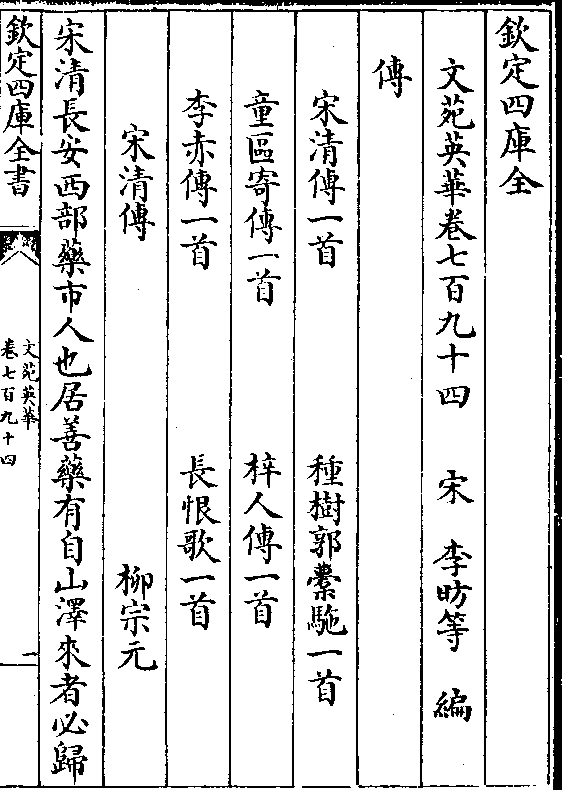 欽定四庫全
文苑英華卷七百九十四 宋 李昉等 編
傳
宋清傳一首 種樹郭橐駞一首
童區寄傳一首 梓人傳一首
李赤傳一首 長恨歌一首
宋清傳 柳宗元
宋清長安西部藥市人也居善藥有自山澤來者必歸
欽定四庫全書
文苑英華
卷七百九十四
一